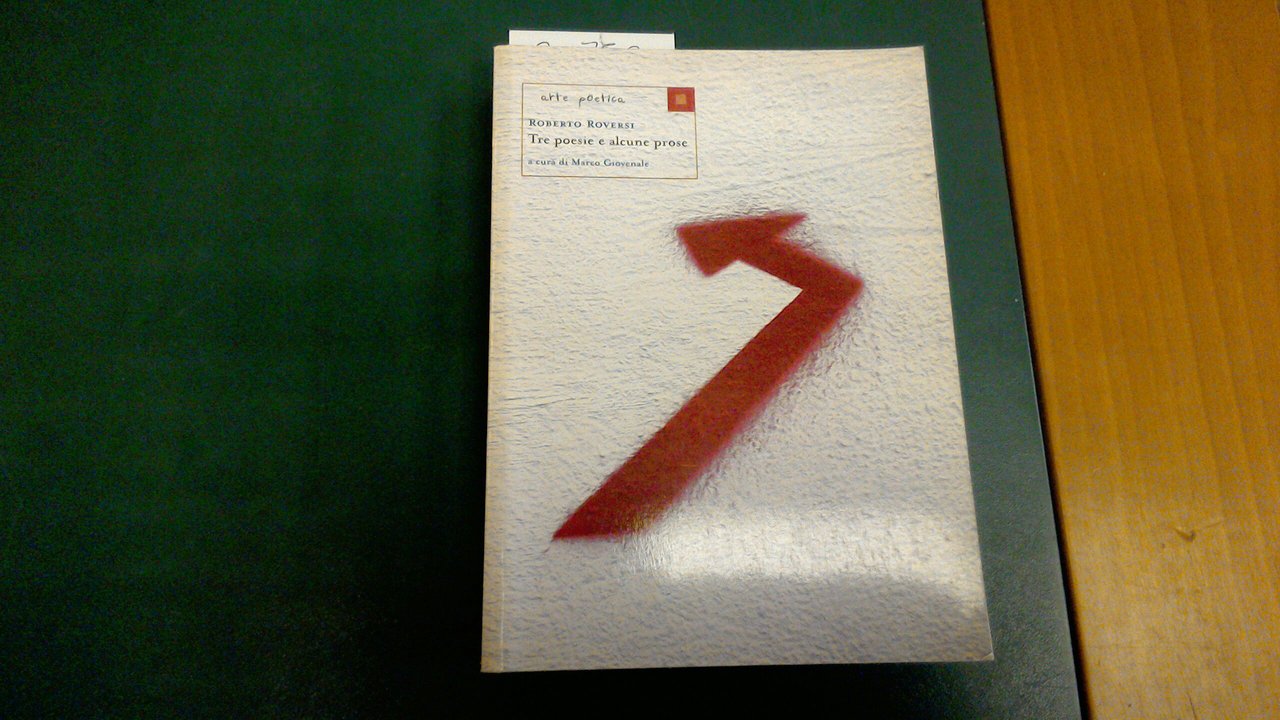 arte poetica
ROBERTO ROVERSI
Tre poesie e alcune prose
a cura di Marco Giovenale